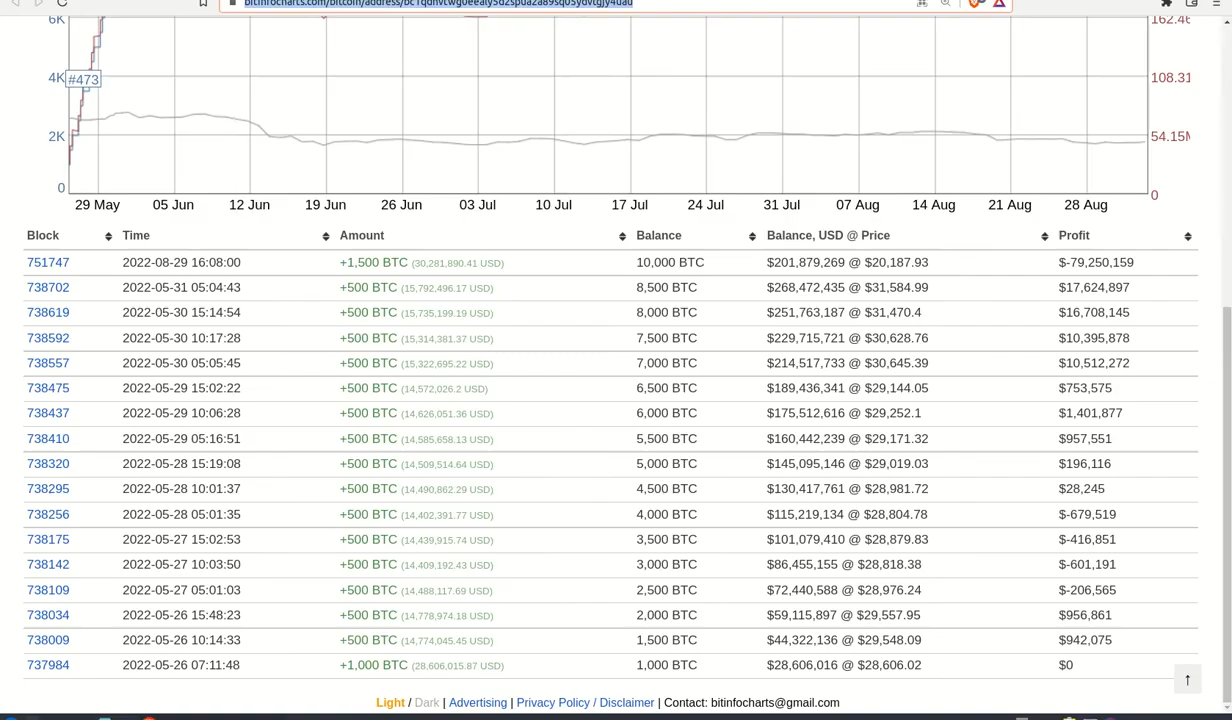 bitinfocharts.com/bitcoin/address/
6K
4K
#473
2K
0
108.31
0
29 May 05 Jun 12 Jun 19 Jun 26 Jun 03 Jul 10 Jul 17 Jul 24 Jul 31 Jul 07 Aug 14 Aug 21 Aug 28 Aug
Block Time Amount Balance Balance, USD @ Price Profit
751747 2022-08-29 16:08:00 +1,500 BTC (30,281,890.41 USD) 10,000 BTC $201,879,269 @ $20,187.93 $-79,250,159
738702 2022-05-31 05:04:43 +500 BTC (15,792,496.17 USD) 8,500 BTC $268,472,435 @ $31,584.99 $17,624,897
738619 2022-05-30 15:14:54 +500 BTC (15,735,199.19 USD) 8,000 BTC $251,763,187 @ $31,470.4 $16,708,145
738592 2022-05-30 10:17:28 +500 BTC (15,314,381.37 USD) 7,500 BTC $229,715,721 @ $30,628.76 $10,395,878
738557 2022-05-30 05:05:45 +500 BTC (15,322,695.22 USD) 7,000 BTC $214,517,733 @ $30,645.39 $10,512,272
738475 2022-05-29 15:02:22 +500 BTC (14,572,026.2 USD) 6,500 BTC $189,436,341 @ $29,144.05 $753,575
738437 2022-05-29 10:06:28 +500 BTC (14,626,051.36 USD) 6,000 BTC $175,512,616 @ $29,252.1 $1,401,877
738410 2022-05-29 05:16:51 +500 BTC (14,585,658.13 USD) 5,500 BTC $160,442,239 @ $29,171.32 $957,551
738320 2022-05-28 15:19:08 +500 BTC (14,509,514.64 USD) 5,000 BTC $145,095,146 @ $29,019.03 $196,116
738295 2022-05-28 10:01:37 +500 BTC (14,490,862.29 USD) 4,500 BTC $130,417,761 @ $28,981.72 $28,245
738256 2022-05-28 05:01:35 +500 BTC (14,402,391.77 USD) 4,000 BTC $115,219,134 @ $28,804.78 $-679,519
738175 2022-05-27 15:02:53 +500 BTC (14,439,915.74 USD) 3,500 BTC $101,079,410 @ $28,879.83 $-416,851
738142 2022-05-27 10:03:50 +500 BTC (14,409,192.43 USD) 3,000 BTC $86,455,155 @ $28,818.38 $-601,191
738109 2022-05-27 05:01:03 +500 BTC (14,488,117.69 USD) 2,500 BTC $72,440,588 @ $28,976.24 $-206,565
738034 2022-05-26 15:48:23 +500 BTC (14,778,974.18 USD) 2,000 BTC $59,115,897 @ $29,557.95 $956,861
738009 2022-05-26 10:14:33 +500 BTC (14,774,045.45 USD) 1,500 BTC $44,322,136 @ $29,548.09 $942,075
737984 2022-05-26 07:11:48 +1,000 BTC (28,606,015.87 USD) 1,000 BTC $28,606,016 @ $28,606.02 $0
Light / Dark | Advertising | Privacy Policy / Disclaimer | Contact: bitinfocharts@gmail.com